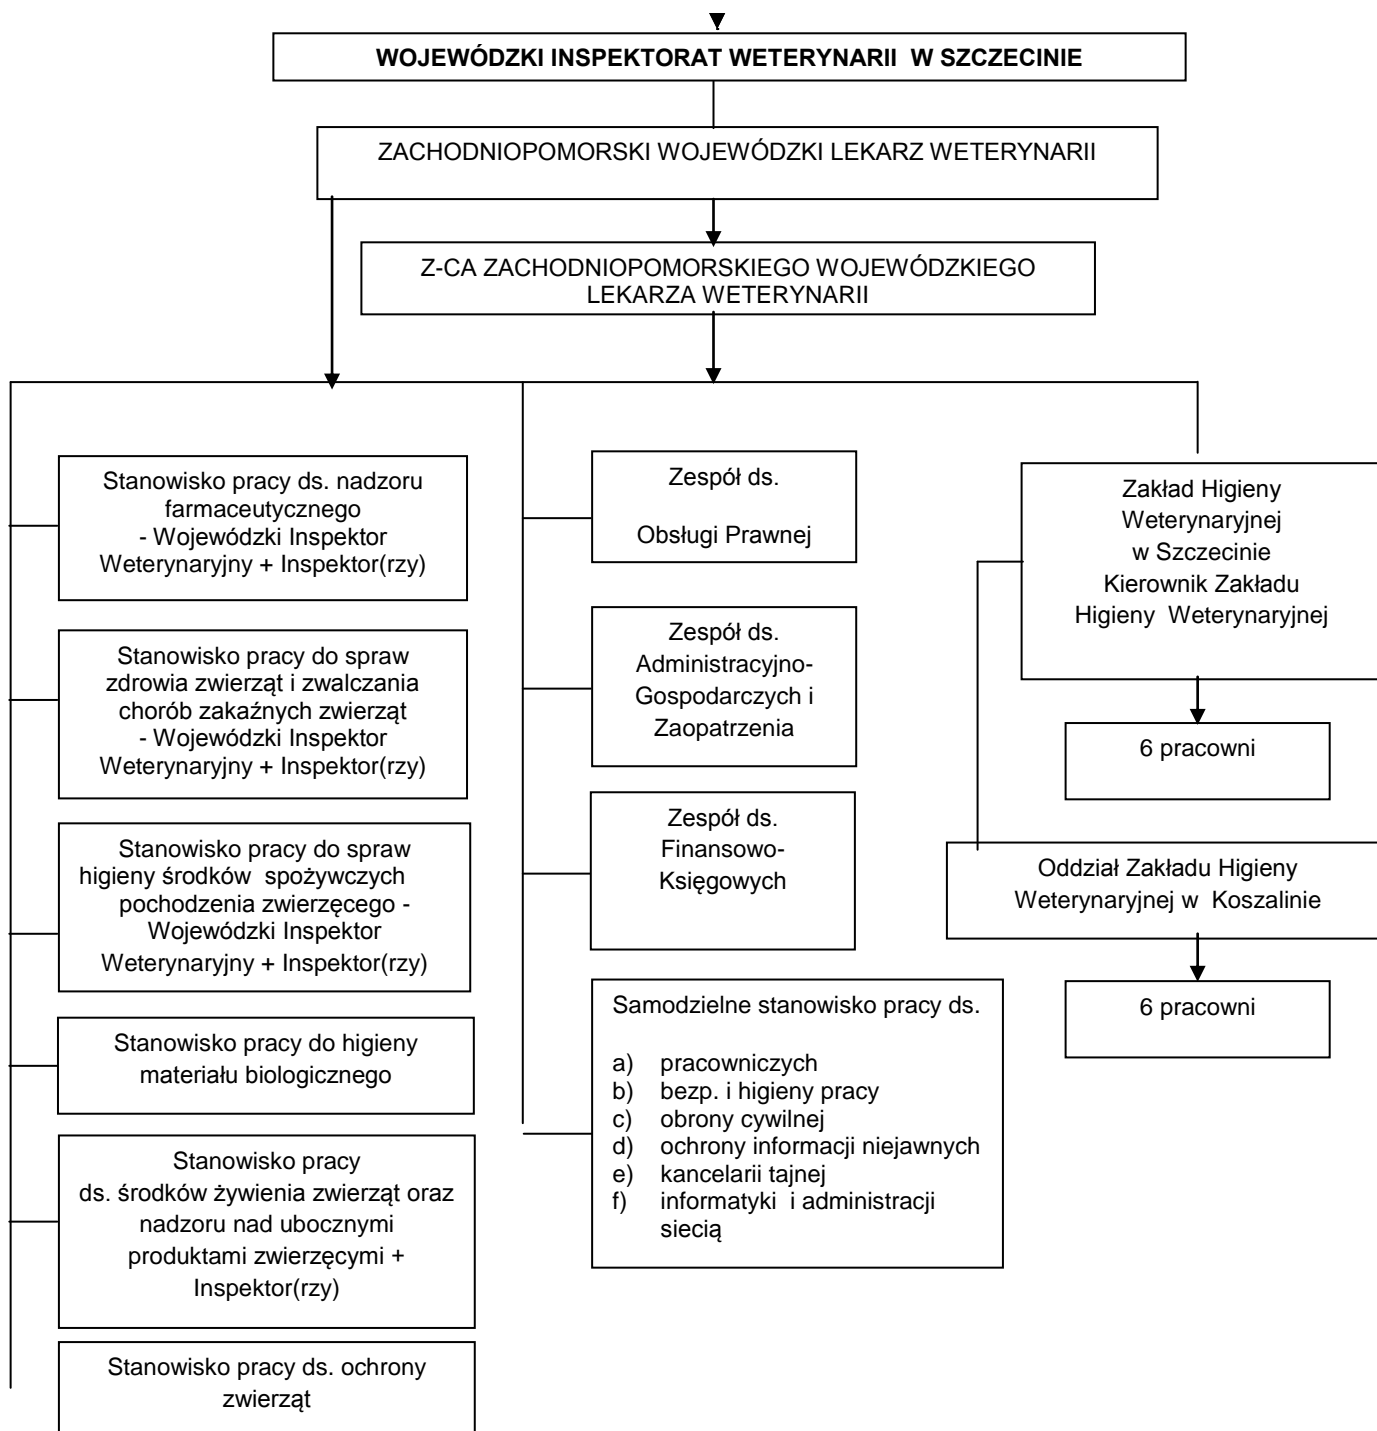 WOJEWÓDZKI INSPEKTORAT WETERYNARII W SZCZECINIE
ZACHODNIOPOMORSKI WOJEWÓDZKI LEKARZ WETERYNARII
Z-CA ZACHODNIOPOMORSKIEGO WOJEWÓDZKIEGO
LEKARZA WETERYNARII
Stanowisko pracy ds. nadzoru
farmaceutycznego
- Wojewódzki Inspektor
Weterynaryjny + Inspektor(rzy)
Stanowisko pracy do spraw
zdrowia zwierząt i zwalczania
chorób zakaźnych zwierząt
- Wojewódzki Inspektor
Weterynaryjny + Inspektor(rzy)
Stanowisko pracy do spraw
higieny środków spożywczych
pochodzenia zwierzęcego -
Wojewódzki Inspektor
Weterynaryjny + Inspektor(rzy)
Stanowisko pracy do higieny
materiału biologicznego
Stanowisko pracy
ds. środków żywienia zwierząt oraz
nadzoru nad ubocznymi
produktami zwierzęcymi +
Inspektor(rzy)
Stanowisko pracy ds. ochrony
zwierząt
Zespół ds.
Obsługi Prawnej
Zespół ds.
Administracyjno-
Gospodarczych i
Zaopatrzenia
Zespół ds.
Finansowo-
Księgowych
Samodzielne stanowisko pracy ds.
a) pracowniczych
b) bezp. i higieny pracy
c) obrony cywilnej
d) ochrony informacji niejawnych
e) kancelarii tajnej
f) informatyki i administracji
siecią
Zakład Higieny
Weterynaryjnej
w Szczecinie
Kierownik Zakładu
Higieny Weterynaryjnej
6 pracowni
Oddział Zakładu Higieny
Weterynaryjnej w Koszalinie
6 pracowni